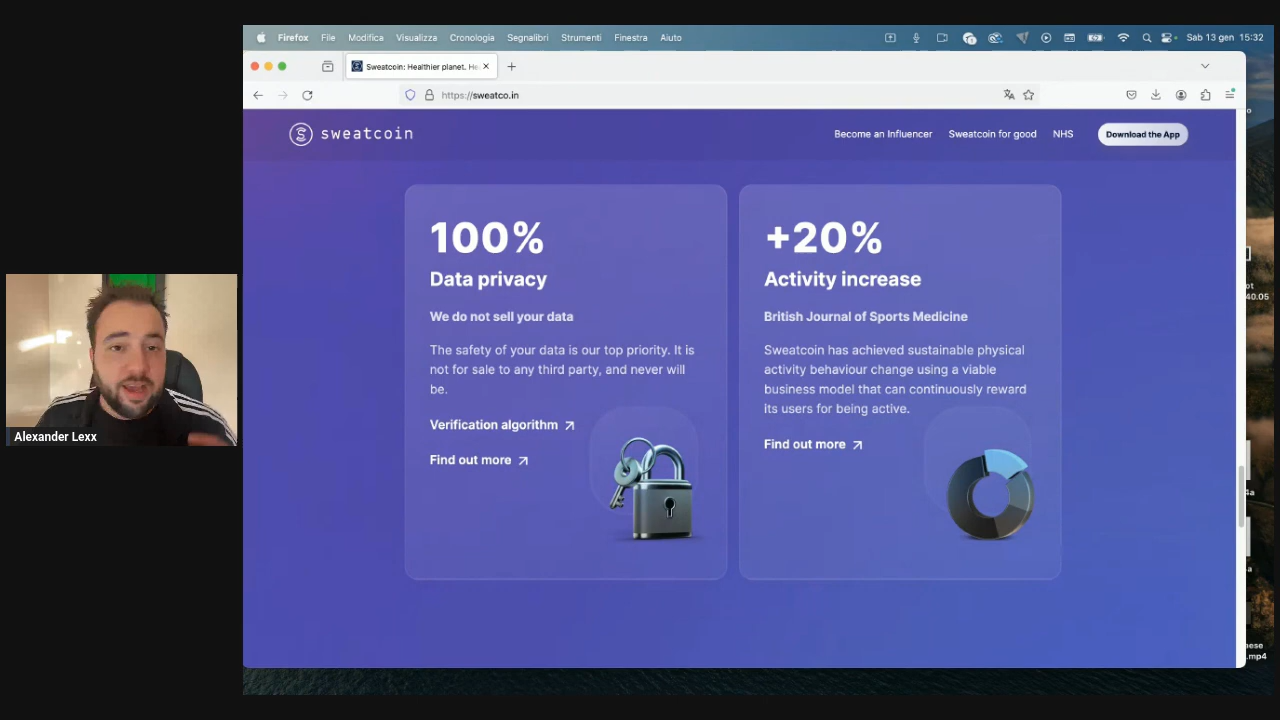 Firefox File Modifica Visualizza Cronologia Segnalibri Strumenti Finestra Aiuto
Sab 13 gen 15:32
Sweatcoin: Healthier planet. He
https://sweatco.in
sweatcoin
Become an Influencer Sweatcoin for good NHS Download the App
100%
Data privacy
We do not sell your data
The safety of your data is our top priority. It is
not for sale to any third party, and never will
be.
Verification algorithm
Find out more
+20%
Activity increase
British Journal of Sports Medicine
Sweatcoin has achieved sustainable physical
activity behaviour change using a viable
business model that can continuously reward
its users for being active.
Find out more
Alexander Lexx
40.05
.mp4